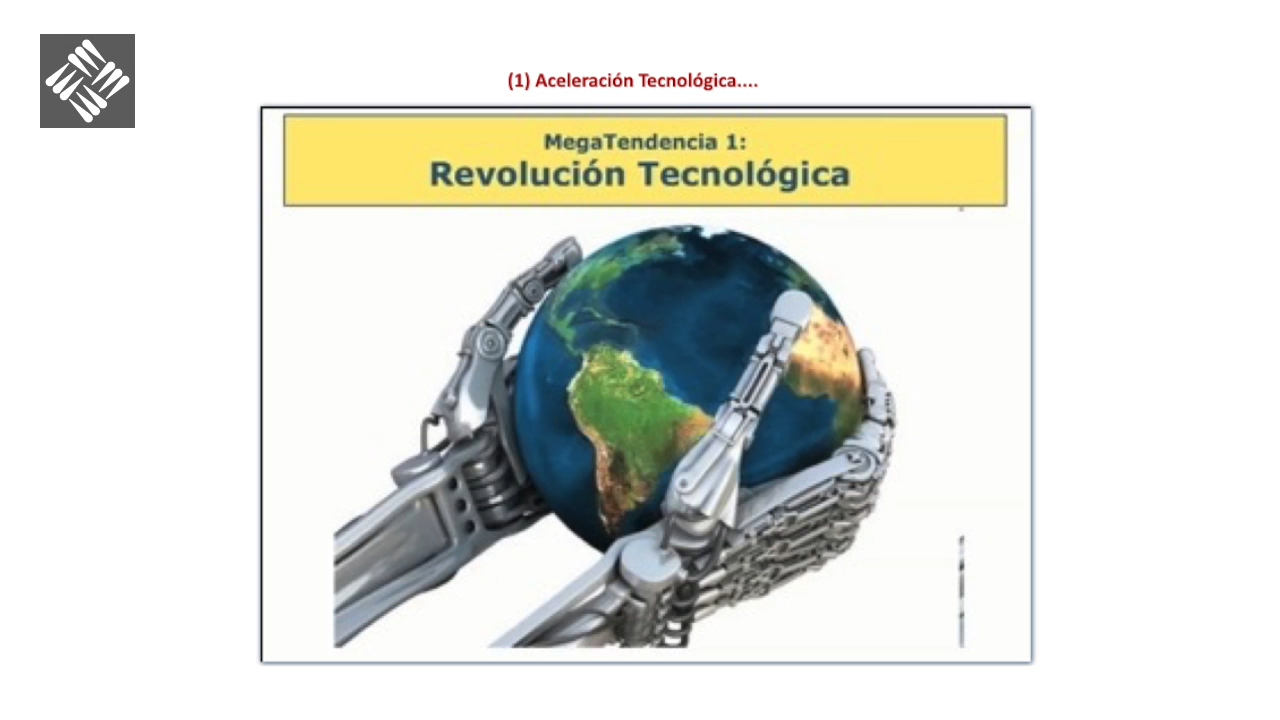 (1) Aceleración Tecnológica....
MegaTendencia 1:
Revolución Tecnológica